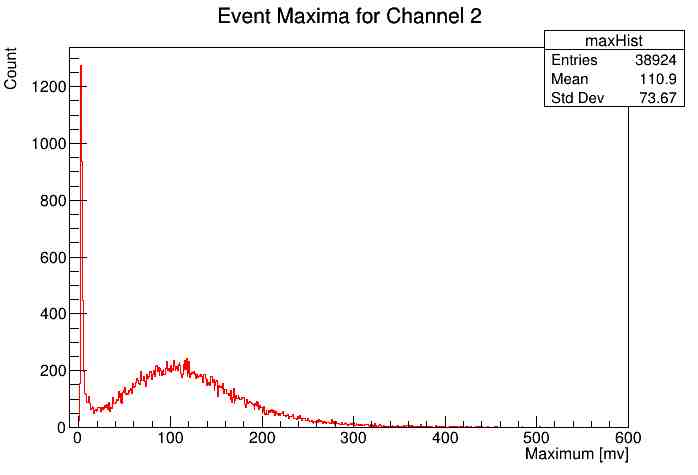 Event Maxima for Channel 2
maxHist
Entries 38924
Mean 110.9
Std Dev 73.67
Count
1200
1000
800
600
400
200
0
0 100 200 300 400 500 600
Maximum [mv]